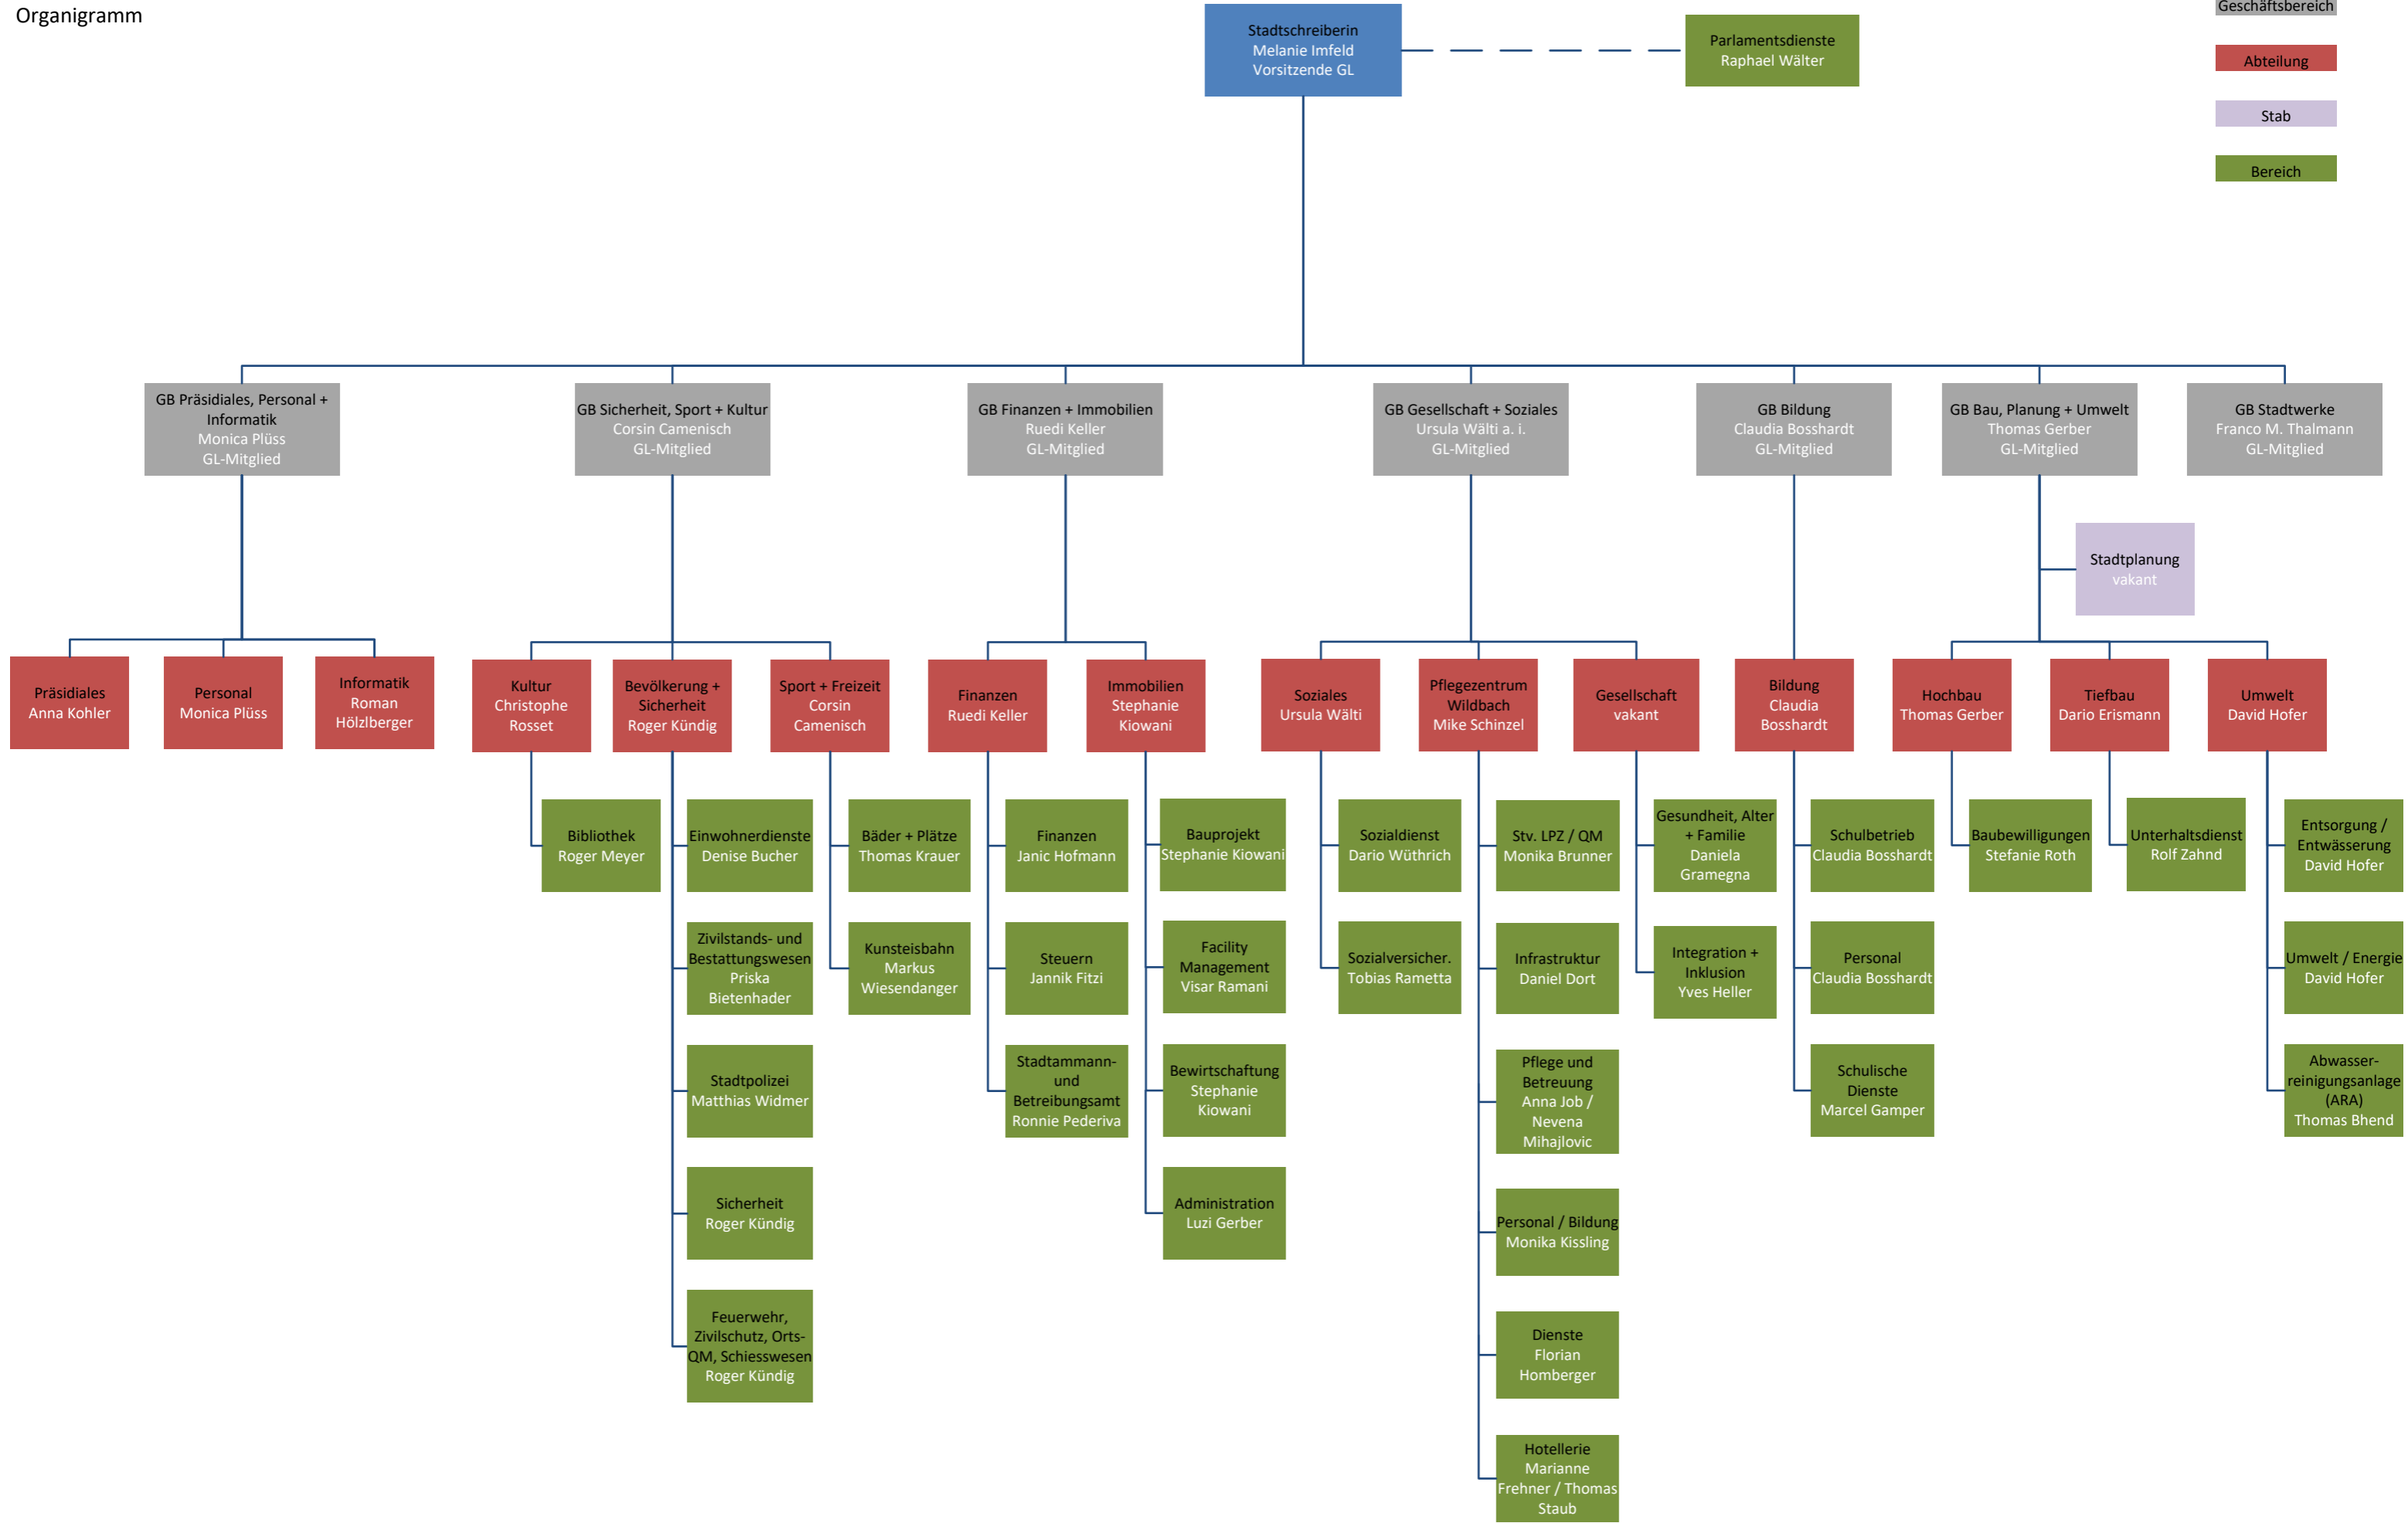 Organigramm
Stadtschreiberin
Melanie Imfeld
Vorsitzende GL
Parlamentsdienste
Raphael Wälter
Geschäftsbereich
Abteilung
Stab
Bereich
GB Präsidiales, Personal +
Informatik
Monica Plüss
GL-Mitglied
GB Sicherheit, Sport + Kultur
Corsin Camenisch
GL-Mitglied
GB Finanzen + Immobilien
Ruedi Keller
GL-Mitglied
GB Gesellschaft + Soziales
Ursula Wälti a. i.
GL-Mitglied
GB Bildung
Claudia Bosshardt
GL-Mitglied
GB Bau, Planung + Umwelt
Thomas Gerber
GL-Mitglied
GB Stadtwerke
Franco M. Thalmann
GL-Mitglied
Stadtplanung
vakant
Präsidiales
Anna Kohler
Personal
Monica Plüss
Informatik
Roman
Hölzlberger
Kultur
Christophe
Rosset
Bevölkerung +
Sicherheit
Roger Kündig
Sport + Freizeit
Corsin
Camenisch
Finanzen
Ruedi Keller
Immobilien
Stephanie
Kiowani
Soziales
Ursula Wälti
Pflegezentrum
Wildbach
Mike Schinzel
Gesellschaft
vakant
Bildung
Claudia
Bosshardt
Hochbau
Thomas Gerber
Tiefbau
Dario Erismann
Umwelt
David Hofer
Bibliothek
Roger Meyer
Einwohnerdienste
Denise Bucher
Bäder + Plätze
Thomas Krauer
Finanzen
Janic Hofmann
Bauprojekt
Stephanie Kiowani
Sozialdienst
Dario Wüthrich
Stv. LPZ / QM
Monika Brunner
Gesundheit, Alter
+ Familie
Daniela
Gramegna
Schulbetrieb
Claudia Bosshardt
Baubewilligungen
Stefanie Roth
Unterhaltsdienst
Rolf Zahnd
Entsorgung /
Entwässerung
David Hofer
Zivilstands- und
Bestattungswesen
Priska
Bietenhader
Kunsteisbahn
Markus
Wiesendanger
Steuern
Jannik Fitzi
Facility
Management
Visar Ramani
Sozialversicher.
Tobias Rametta
Infrastruktur
Daniel Dort
Integration +
Inklusion
Yves Heller
Personal
Claudia Bosshardt
Umwelt / Energie
David Hofer
Stadtpolizei
Matthias Widmer
Stadtammann-
und
Betreibungsamt
Ronnie Pederiva
Bewirtschaftung
Stephanie
Kiowani
Pflege und
Betreuung
Anna Job /
Nevena
Mihajlovic
Schulische
Dienste
Marcel Gamper
Abwasser-
reinigungsanlage
(ARA)
Thomas Bhend
Sicherheit
Roger Kündig
Administration
Luzi Gerber
Personal / Bildung
Monika Kissling
Feuerwehr,
Zivilschutz, Orts-
QM, Schiesswesen
Roger Kündig
Dienste
Florian
Homberger
Hotellerie
Marianne
Frehner / Thomas
Staub